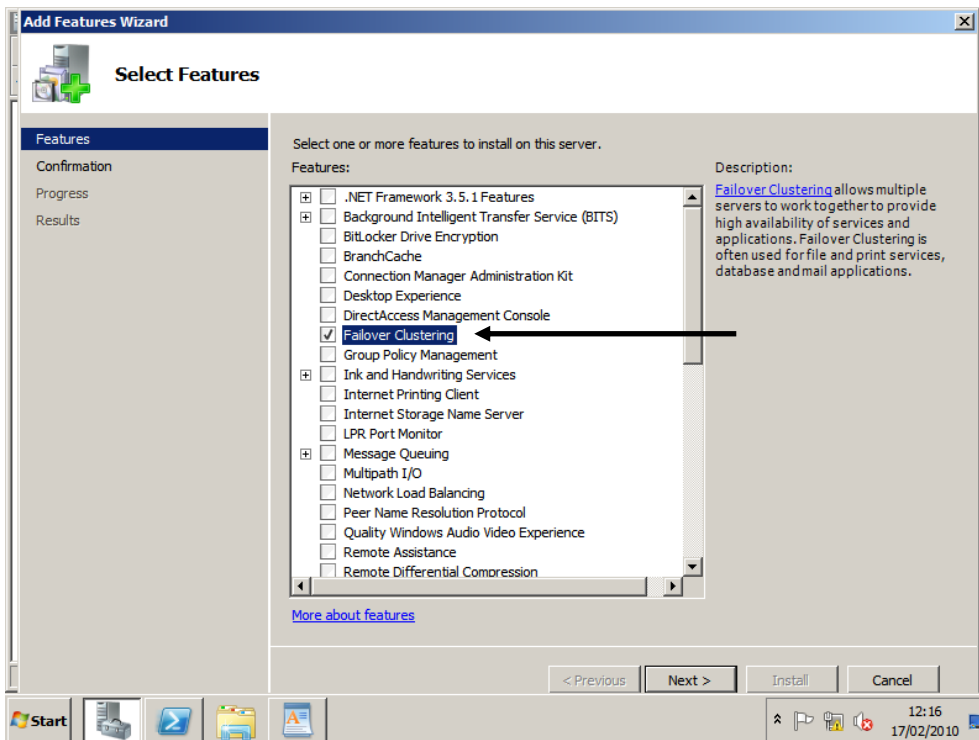 Add Features Wizard
Select Features
Features
Confirmation
Progress
Results
Select one or more features to install on this server.
Features:
.NET Framework 3.5.1 Features
Background Intelligent Transfer Service (BITS)
BitLocker Drive Encryption
BranchCache
Connection Manager Administration Kit
Desktop Experience
DirectAccess Management Console
Failover Clustering
Group Policy Management
Ink and Handwriting Services
Internet Printing Client
Internet Storage Name Server
LPR Port Monitor
Message Queuing
Multipath I/O
Network Load Balancing
Peer Name Resolution Protocol
Quality Windows Audio Video Experience
Remote Assistance
Remote Differential Compression
More about features
Description:
Failover Clustering allows multiple
servers to work together to provide
high availability of services and
applications. Failover Clustering is
often used for file and print services,
database and mail applications.
< Previous
Next >
Install
Cancel
Start
12:16
17/02/2010